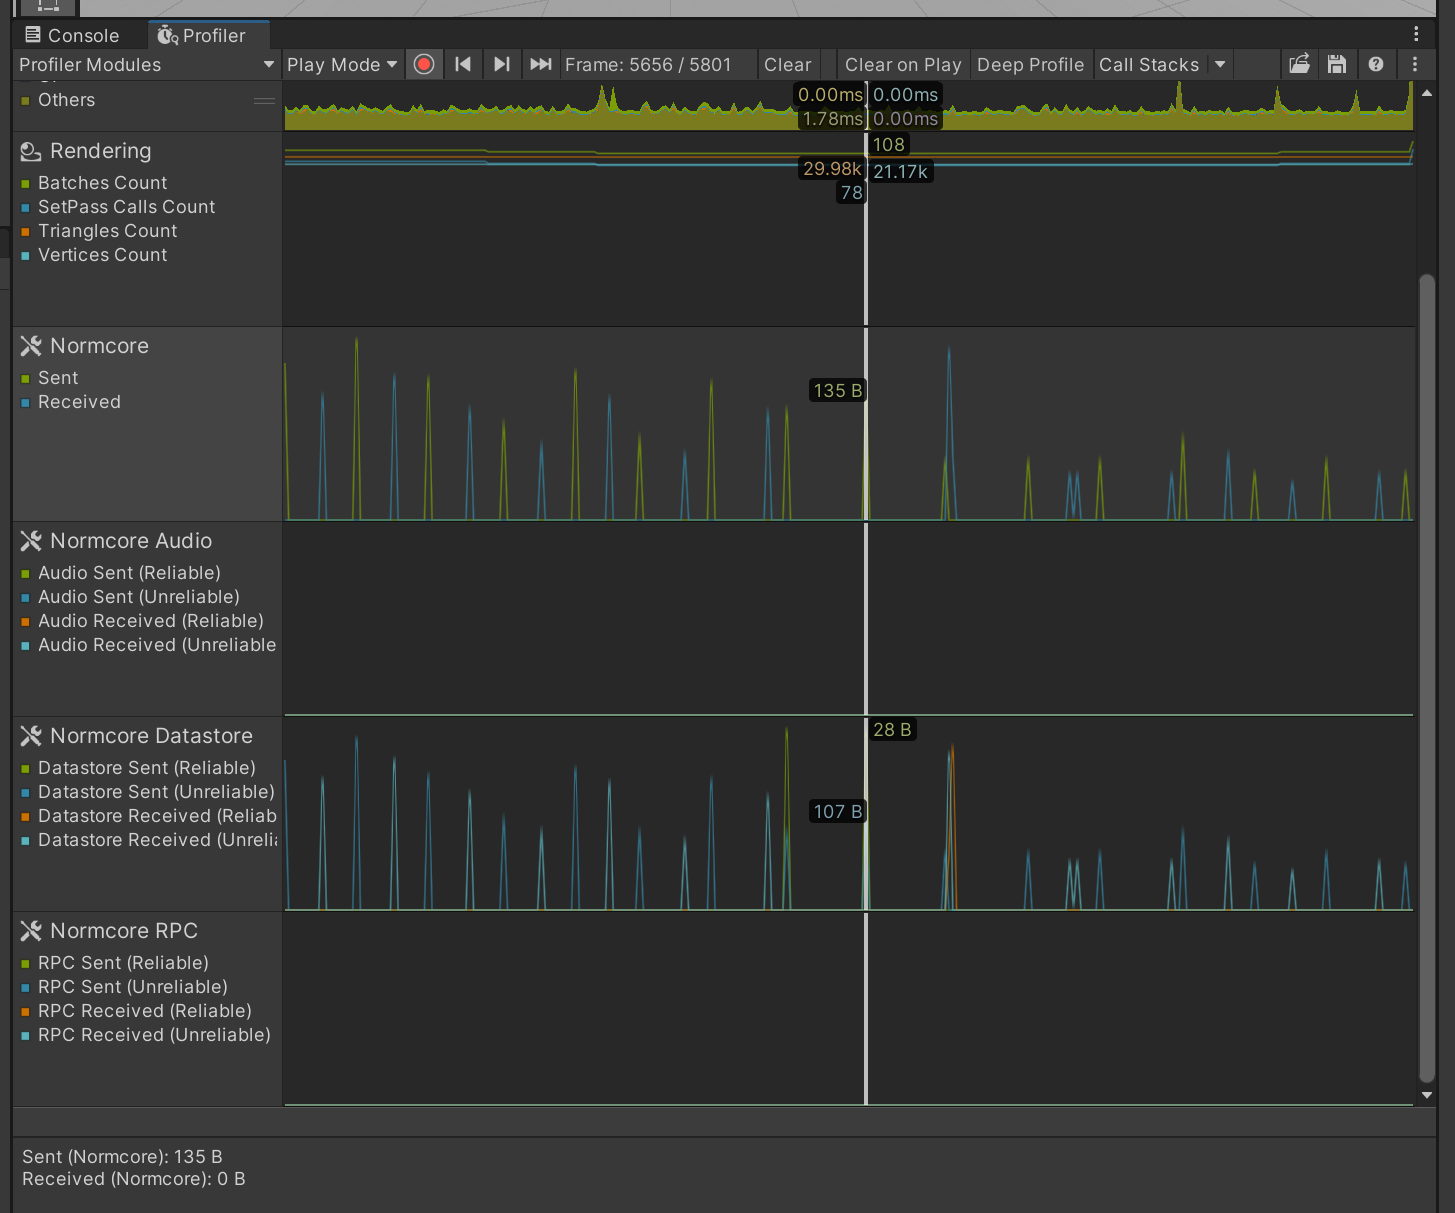 Console Profiler
Profiler Modules Play Mode Frame: 5656 / 5801 Clear Clear on Play Deep Profile Call Stacks
Others
0.00ms 0.00ms
1.78ms 0.00ms
Rendering
Batches Count
SetPass Calls Count
Triangles Count
Vertices Count
108
29.98k 21.17k
78
Normcore
Sent
Received
135 B
Normcore Audio
Audio Sent (Reliable)
Audio Sent (Unreliable)
Audio Received (Reliable)
Audio Received (Unreliable
Normcore Datastore
Datastore Sent (Reliable)
Datastore Sent (Unreliable)
Datastore Received (Reliab
Datastore Received (Unreli
28 B
107 B
Normcore RPC
RPC Sent (Reliable)
RPC Sent (Unreliable)
RPC Received (Reliable)
RPC Received (Unreliable)
Sent (Normcore): 135 B
Received (Normcore): 0 B